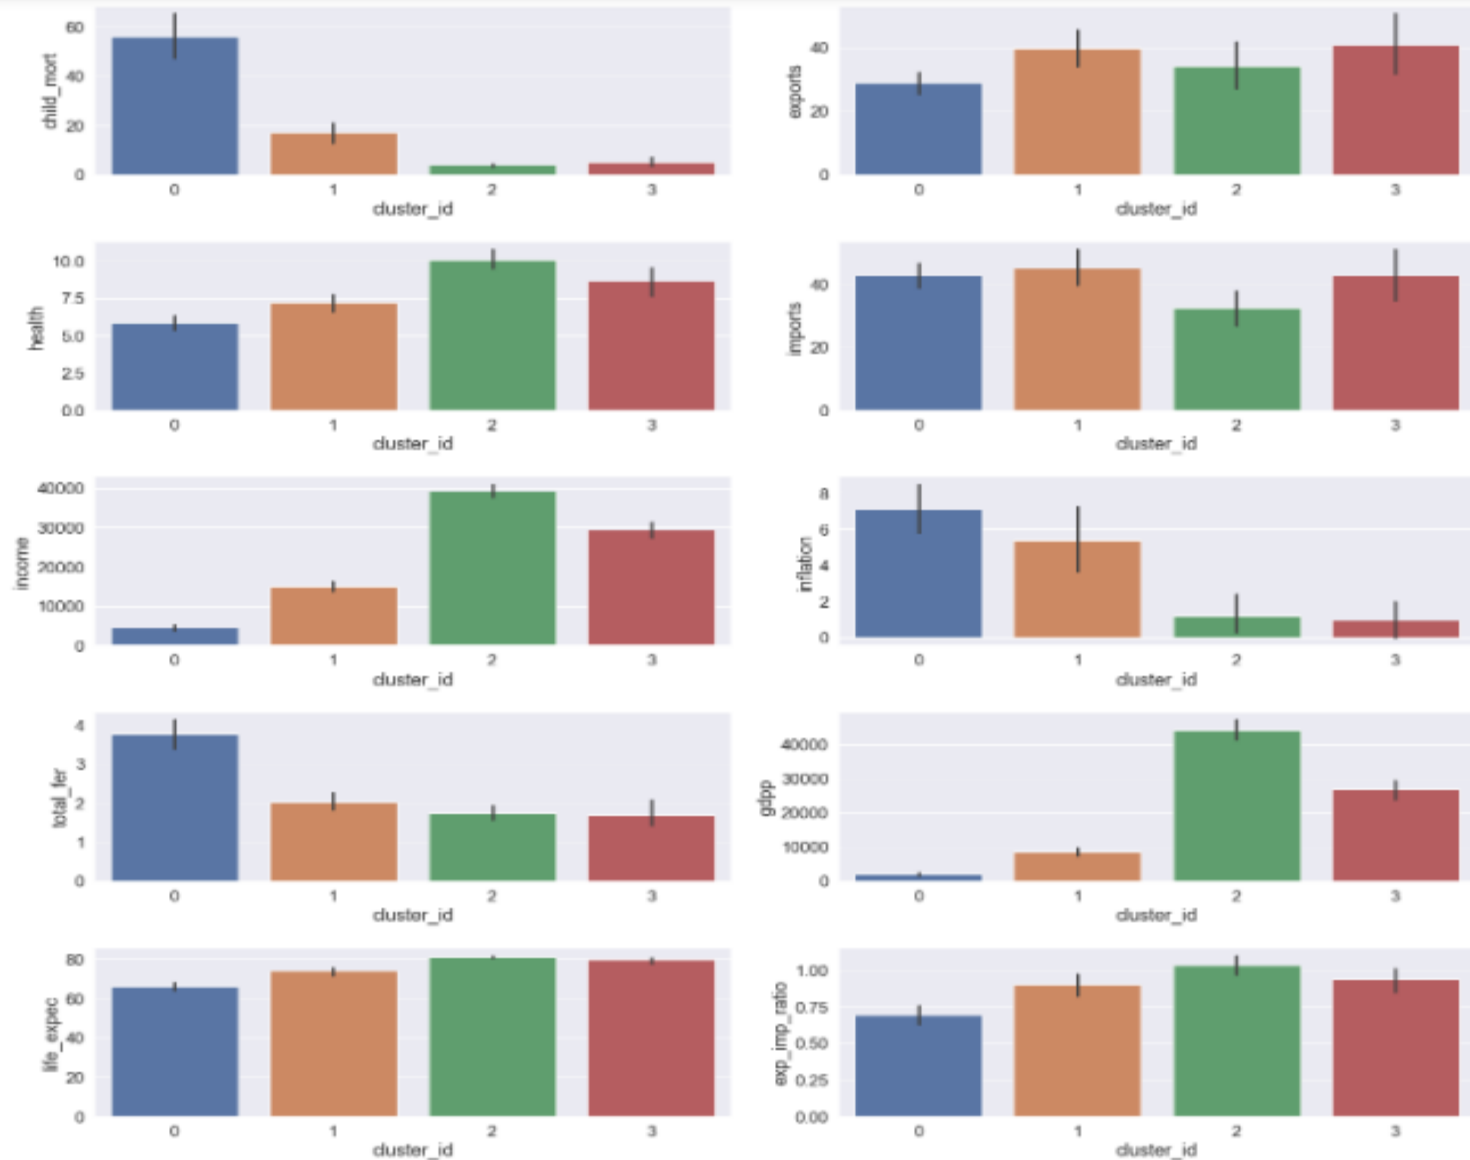 60
40
20
0
child_mort
0 1 2 3
cluster_id
40
20
0
exports
0 1 2 3
cluster_id
10.0
7.5
5.0
2.5
0.0
health
0 1 2 3
cluster_id
40
20
0
imports
0 1 2 3
cluster_id
40000
30000
20000
10000
0
income
0 1 2 3
cluster_id
8
6
4
2
0
inflation
0 1 2 3
cluster_id
4
3
2
1
0
total_fer
0 1 2 3
cluster_id
40000
30000
20000
10000
0
gdpp
0 1 2 3
cluster_id
80
60
40
20
0
life_expec
0 1 2 3
cluster_id
1.00
0.75
0.50
0.25
0.00
exp_imp_ratio
0 1 2 3
cluster_id